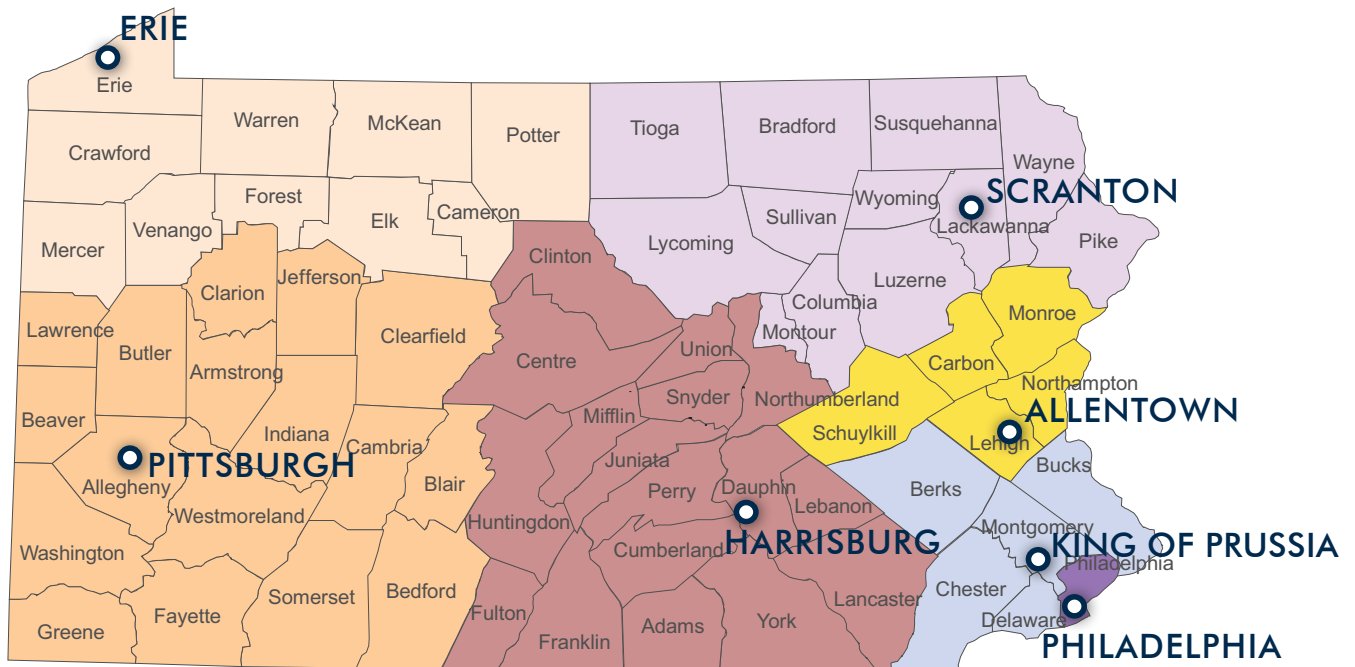 ERIE
Erie
Warren
McKean
Potter
Tioga
Bradford
Susquehanna
Crawford
Wayne
Forest
Elk
Cameron
Wyoming
SCRANTON
Mercer
Venango
Lycoming
Sullivan
Lackawanna
Pike
Clinton
Clarion
Jefferson
Luzerne
Columbia
Monroe
Lawrence
Butler
Clearfield
Montour
Union
Centre
Carbon
Armstrong
Northampton
Snyder
Northumberland
ALLENTOWN
Beaver
Mifflin
Schuylkill
Lehigh
Indiana
Cambria
PITTSBURGH
Juniata
Bucks
Allegheny
Blair
Perry
Dauphin
Lebanon
Berks
Westmoreland
Huntingdon
Montgomery
Washington
Cumberland
HARRISBURG
KING OF PRUSSIA
Philadelphia
Somerset
Bedford
Chester
Lancaster
Fayette
Fulton
Greene
Franklin
Adams
York
Delaware
PHILADELPHIA